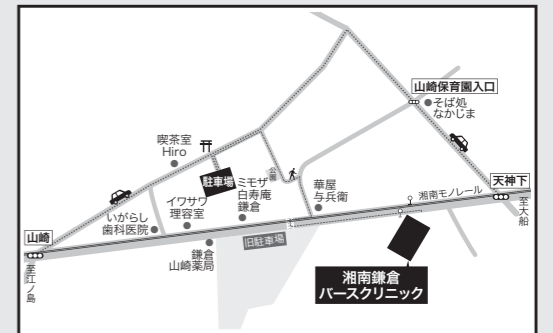 山崎保育園入口
そば処
なかじま
喫茶室
Hiro
天神下
駐車場
公園
ミモザ
白寿庵
鎌倉
華屋
与兵衛
湘南モノレール
イワサワ
理容室
至大船
いがらし
歯科医院
山崎
旧駐車場
鎌倉
山崎薬局
至江ノ島
湘南鎌倉
バースクリニック